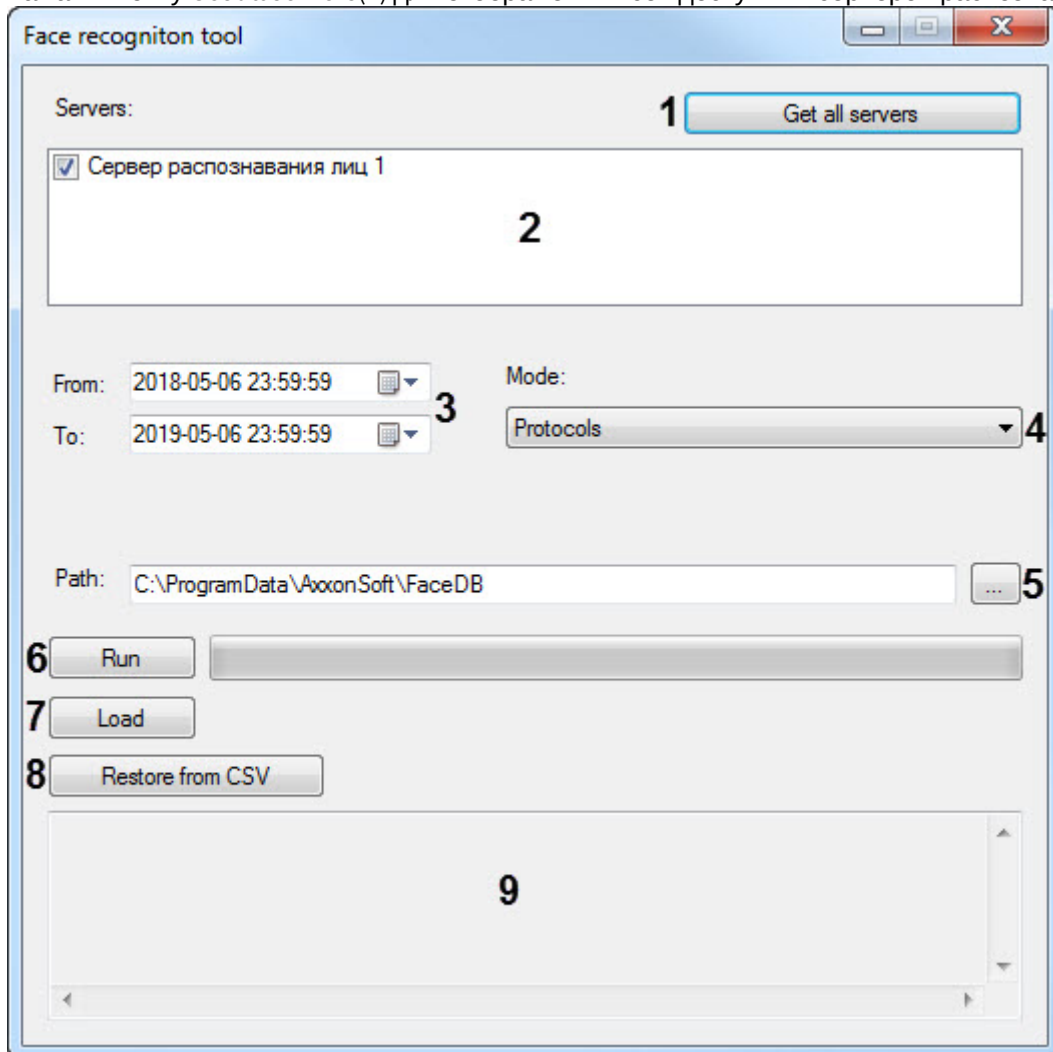 Face recogniton tool
Servers:
1 Get all servers
Сервер распознавания лиц 1
2
From: 2018-05-06 23:59:59
3
To: 2019-05-06 23:59:59
Mode:
Protocols 4
Path: C:\ProgramData\AxxonSoft\FaceDB ... 5
6 Run
7 Load
8 Restore from CSV
9